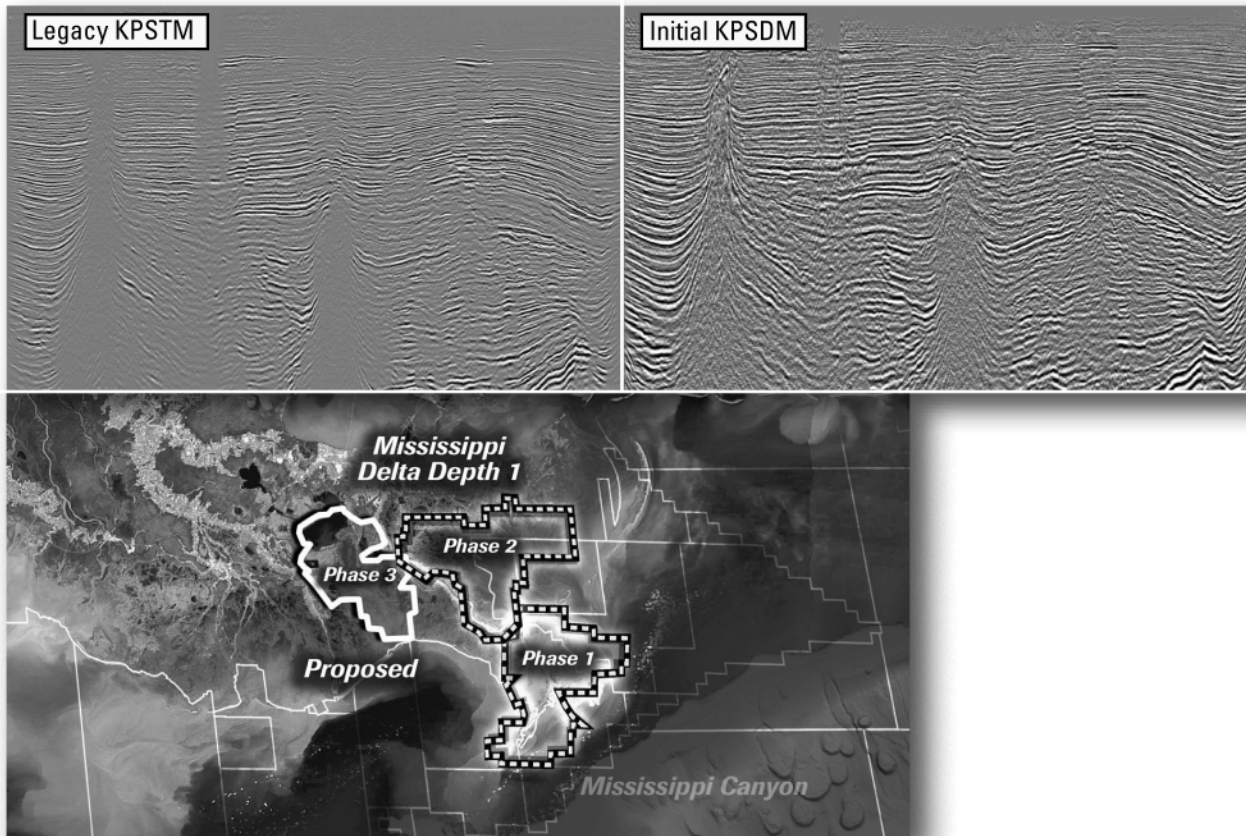 Legacy KPSTM
Initial KPSDM
Mississippi
Delta Depth 1
Phase 2
Phase 3
Phase 1
Proposed
Mississippi Canyon